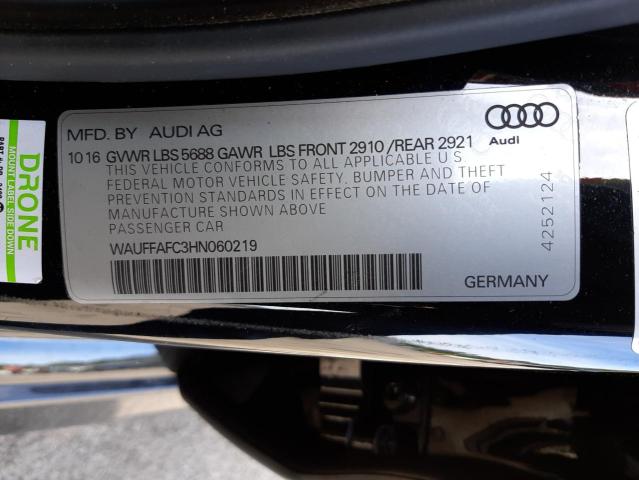 MFD. BY AUDI AG
Audi
10 16 GVWR LBS 5688 GAWR LBS FRONT 2910 /REAR 2921
THIS VEHICLE CONFORMS TO ALL APPLICABLE U S
FEDERAL MOTOR VEHICLE SAFETY, BUMPER AND THEFT
PREVENTION STANDARDS IN EFFECT ON THE DATE OF
MANUFACTURE SHOWN ABOVE
PASSENGER CAR
WAUFFAFC3HN060219
GERMANY
4252124
DRONE
MOUNT LABEL SIDE DOWN